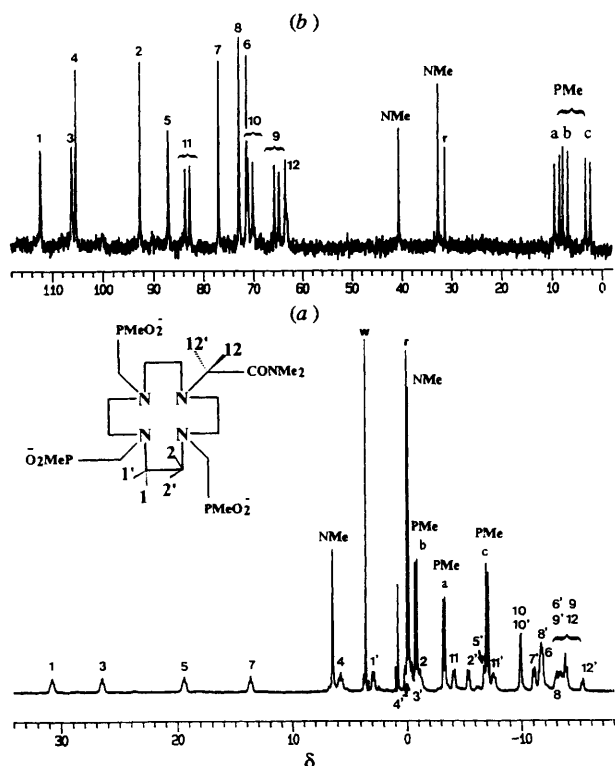 (b)
8
4 2 7 6
NMe
PMe
NMe
10
a b c
5
1 3 11 9 r
12
110 100 90 80 70 60 50 40 30 20 10 0
(a)
PMeO2-
12' 12
CONMe2
N N
N N
-O2MeP
2
1' 2'
1
PMeO2-
w r
NMe
NMe
PMe
b
PMe
c
PMe
a
10
10'
6' 9
9' 12
5'
8'
1 3 5 7 4 1' 2 11 2' 11' 7' 6 12'
4' 3' 8
30 20 10 0 -10
δ